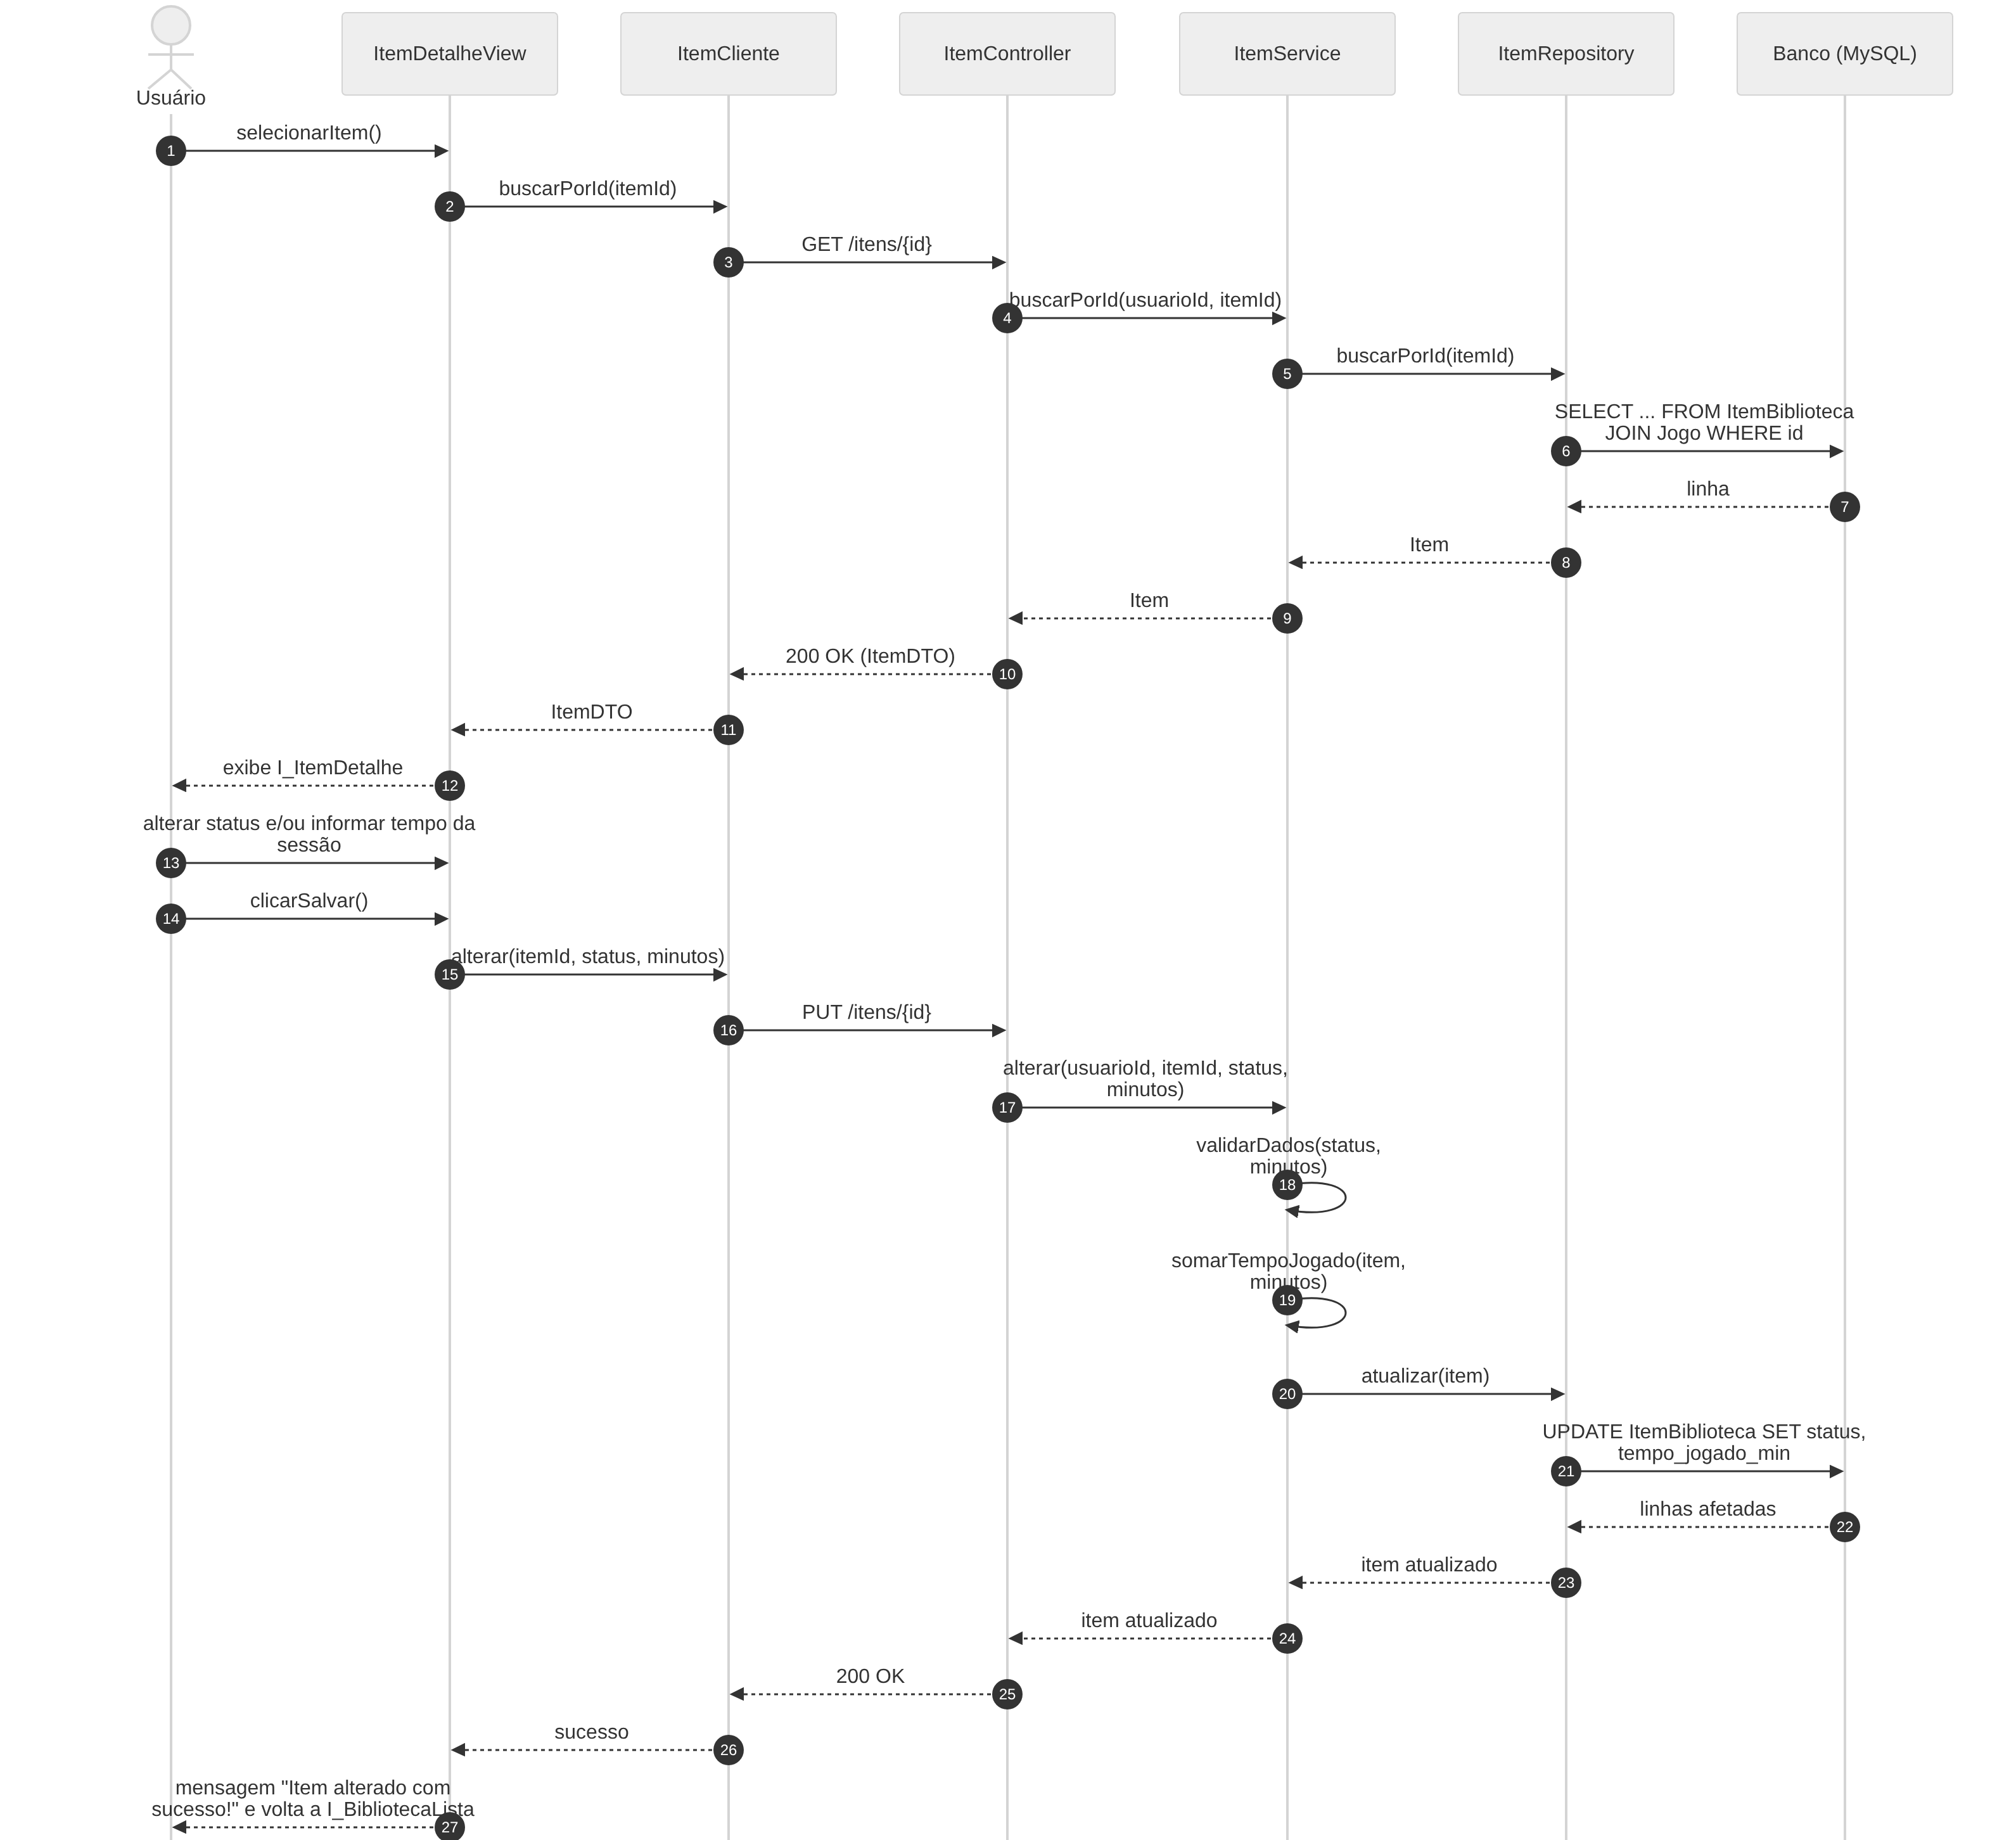 Usuário
ItemDetalheView
ItemCliente
ItemController
ItemService
ItemRepository
Banco (MySQL)
selecionarItem()
1
buscarPorId(itemId)
2
GET /itens/{id}
3
buscarPorId(usuarioId, itemId)
4
buscarPorId(itemId)
5
SELECT ... FROM ItemBiblioteca
JOIN Jogo WHERE id
6
linha
7
Item
8
Item
9
200 OK (ItemDTO)
10
ItemDTO
11
exibe I_ItemDetalhe
12
alterar status e/ou informar tempo da
sessão
13
clicarSalvar()
14
alterar(itemId, status, minutos)
15
PUT /itens/{id}
16
alterar(usuarioId, itemId, status,
minutos)
17
validarDados(status,
minutos)
18
somarTempoJogado(item,
minutos)
19
atualizar(item)
20
UPDATE ItemBiblioteca SET status,
tempo_jogado_min
21
linhas afetadas
22
item atualizado
23
item atualizado
24
200 OK
25
sucesso
26
mensagem "Item alterado com
sucesso!" e volta a I_BibliotecaLista
27